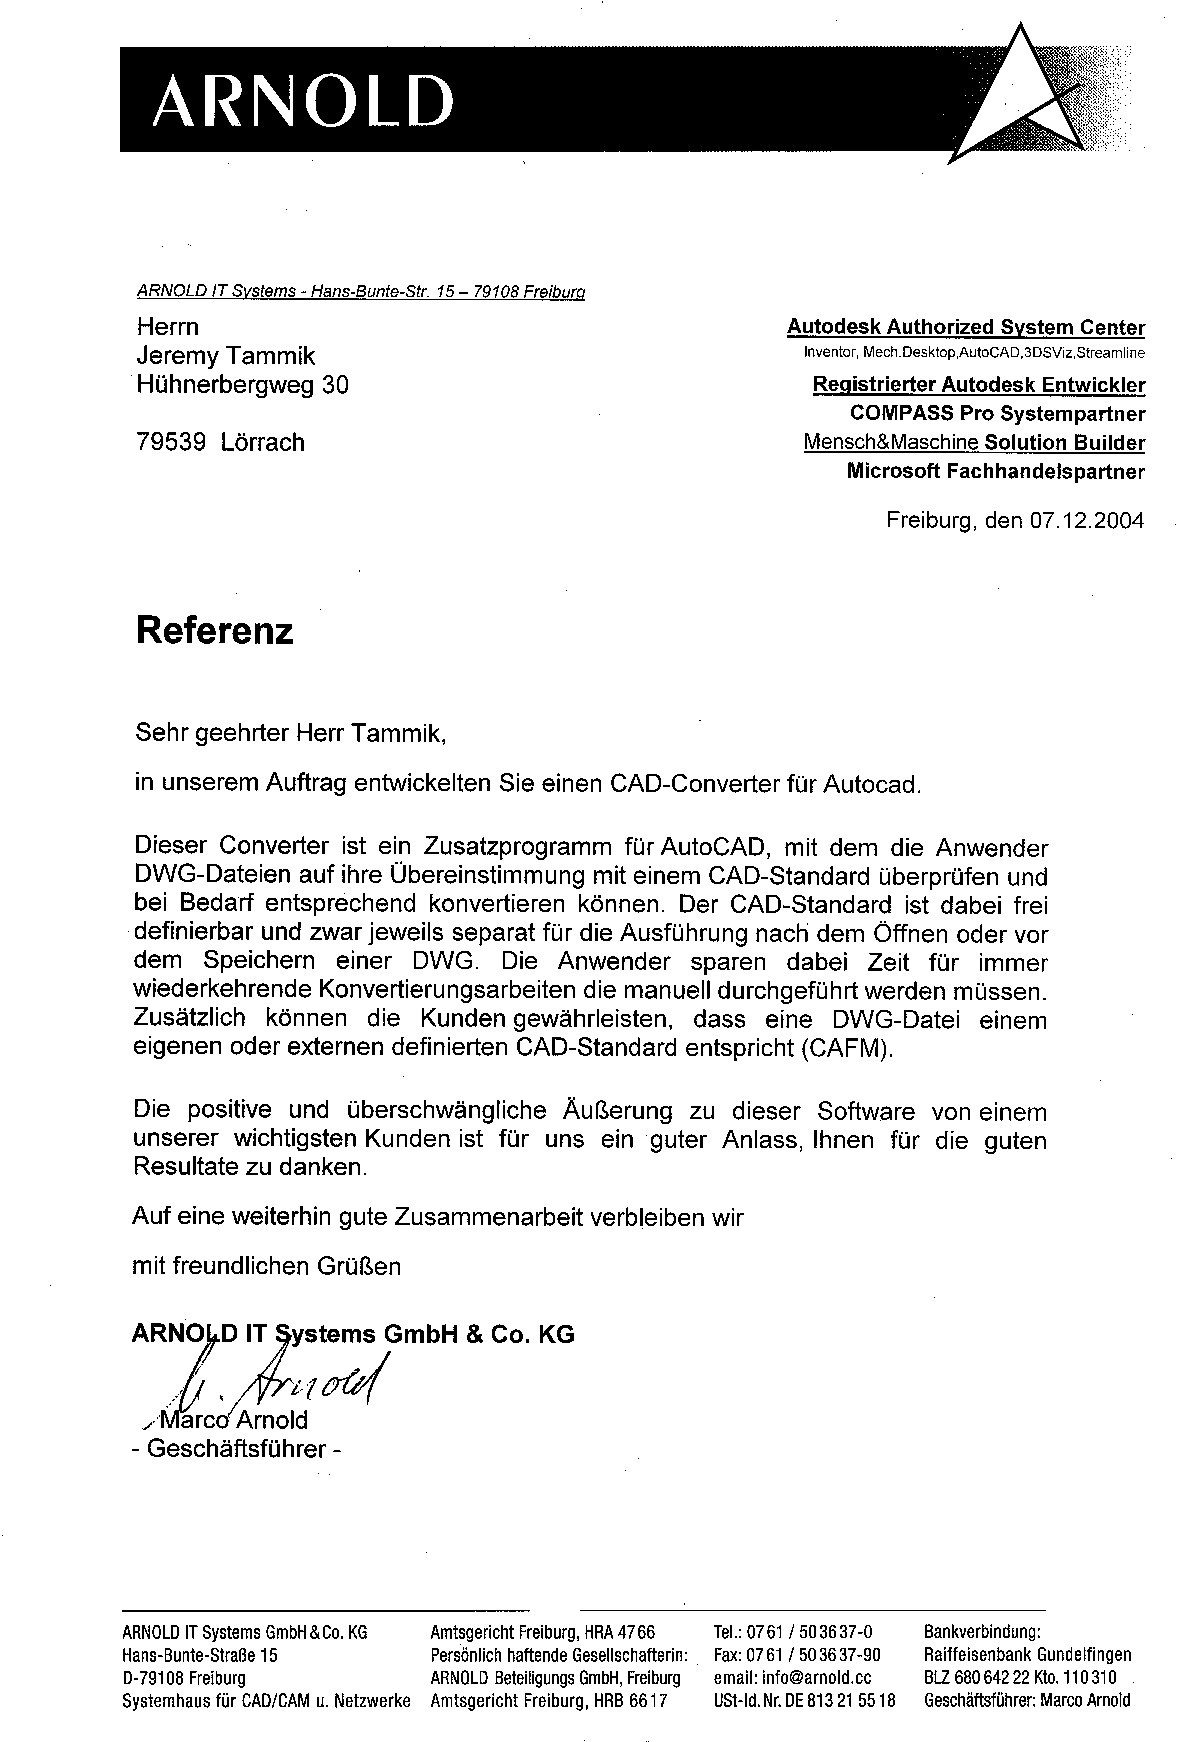 ARNOLD
ARNOLD IT Systems - Hans-Bunte-Str. 15 – 79108 Freiburg
Herrn
Jeremy Tammik
Hühnerbergweg 30
79539 Lörrach
Autodesk Authorized System Center
Inventor, Mech.Desktop,AutoCAD,3DSViz,Streamline
Registrierter Autodesk Entwickler
COMPASS Pro Systempartner
Mensch&Maschine Solution Builder
Microsoft Fachhandelspartner
Freiburg, den 07.12.2004
Referenz
Sehr geehrter Herr Tammik,
in unserem Auftrag entwickelten Sie einen CAD-Converter für Autocad.
Dieser Converter ist ein Zusatzprogramm für AutoCAD, mit dem die Anwender
DWG-Dateien auf ihre Übereinstimmung mit einem CAD-Standard überprüfen und
bei Bedarf entsprechend konvertieren können. Der CAD-Standard ist dabei frei
definierbar und zwar jeweils separat für die Ausführung nach dem Öffnen oder vor
dem Speichern einer DWG. Die Anwender sparen dabei Zeit für immer
wiederkehrende Konvertierungsarbeiten die manuell durchgeführt werden müssen.
Zusätzlich können die Kunden gewährleisten, dass eine DWG-Datei einem
eigenen oder externen definierten CAD-Standard entspricht (CAFM).
Die positive und überschwängliche Äußerung zu dieser Software von einem
unserer wichtigsten Kunden ist für uns ein guter Anlass, Ihnen für die guten
Resultate zu danken.
Auf eine weiterhin gute Zusammenarbeit verbleiben wir
mit freundlichen Grüßen
ARNOLD IT Systems GmbH & Co. KG
Arnold
Marco Arnold
- Geschäftsführer -
ARNOLD IT Systems GmbH & Co. KG
Hans-Bunte-Straße 15
D-79108 Freiburg
Systemhaus für CAD/CAM u. Netzwerke
Amtsgericht Freiburg, HRA 4766
Persönlich haftende Gesellschafterin:
ARNOLD Beteiligungs GmbH, Freiburg
Amtsgericht Freiburg, HRB 6617
Tel.: 0761 / 503637-0
Fax: 0761 / 503637-90
email: info@arnold.cc
USt-Id. Nr. DE 813 21 55 18
Bankverbindung:
Raiffeisenbank Gundelfingen
BLZ 680 642 22 Kto. 110 310
Geschäftsführer: Marco Arnold